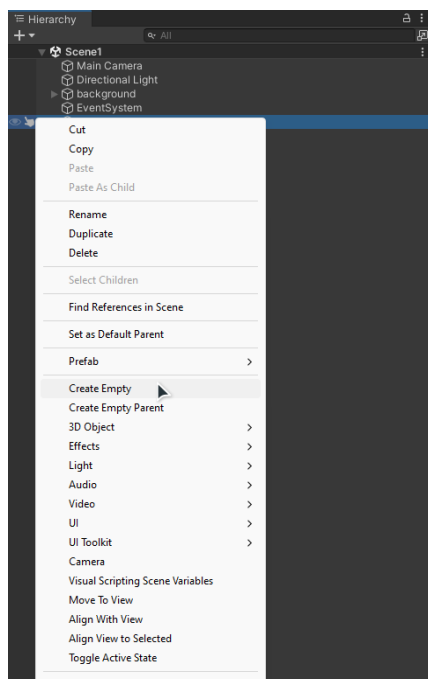 Hierarchy
All
Scene1
Main Camera
Directional Light
background
EventSystem
Cut
Copy
Paste
Paste As Child
Rename
Duplicate
Delete
Select Children
Find References in Scene
Set as Default Parent
Prefab
Create Empty
Create Empty Parent
3D Object
Effects
Light
Audio
Video
UI
UI Toolkit
Camera
Visual Scripting Scene Variables
Move To View
Align With View
Align View to Selected
Toggle Active State